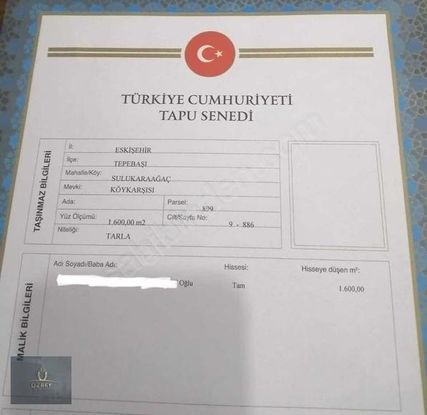 TÜRKİYE CUMHURİYETİ
TAPU SENEDİ
TAŞINMAZ BİLGİLERİ
İl: ESKİŞEHİR
İlçe: TEPEBAŞI
Mahalle/Köy: SULUKARAAĞAÇ
Mevki: KÖYKARŞISI
Ada: Parsel: 829
Yüz Ölçümü: 1.600,00 m2 Cilt/Sayfa No: 9 - 886
Niteliği: TARLA
MALİK BİLGİLERİ
Adı Soyadı/Baba Adı: Hissesi: Hisseye düşen m²:
Oğlu Tam 1.600,00
ÖZBEY